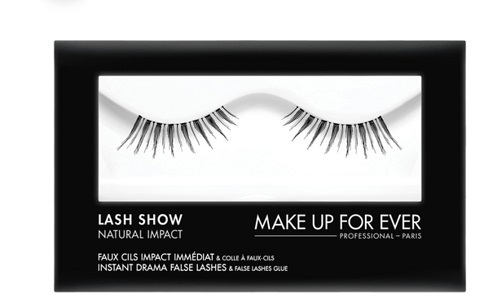 LASH SHOW
NATURAL IMPACT
MAKE UP FOR EVER
PROFESSIONAL – PARIS
FAUX CILS IMPACT IMMÉDIAT & COLLE À FAUX-CILS
INSTANT DRAMA FALSE LASHES & FALSE LASHES GLUE